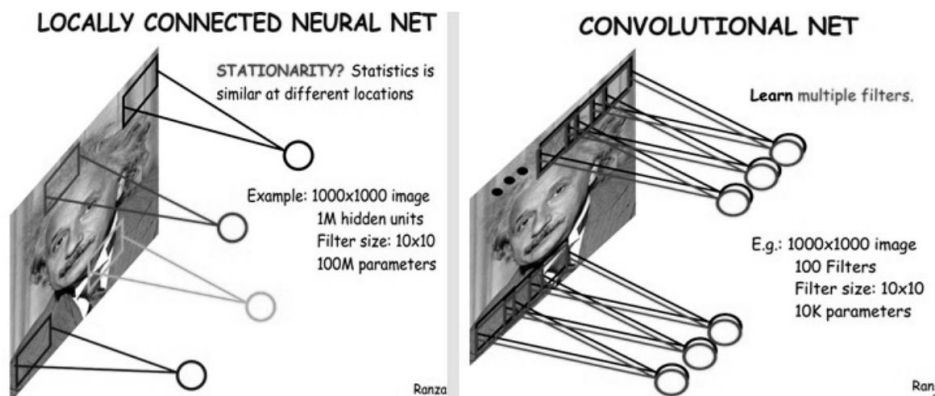 LOCALLY CONNECTED NEURAL NET
STATIONARITY? Statistics is
similar at different locations
Example: 1000x1000 image
1M hidden units
Filter size: 10x10
100M parameters
Ranza
CONVOLUTIONAL NET
Learn multiple filters.
E.g.: 1000x1000 image
100 Filters
Filter size: 10x10
10K parameters
Ran